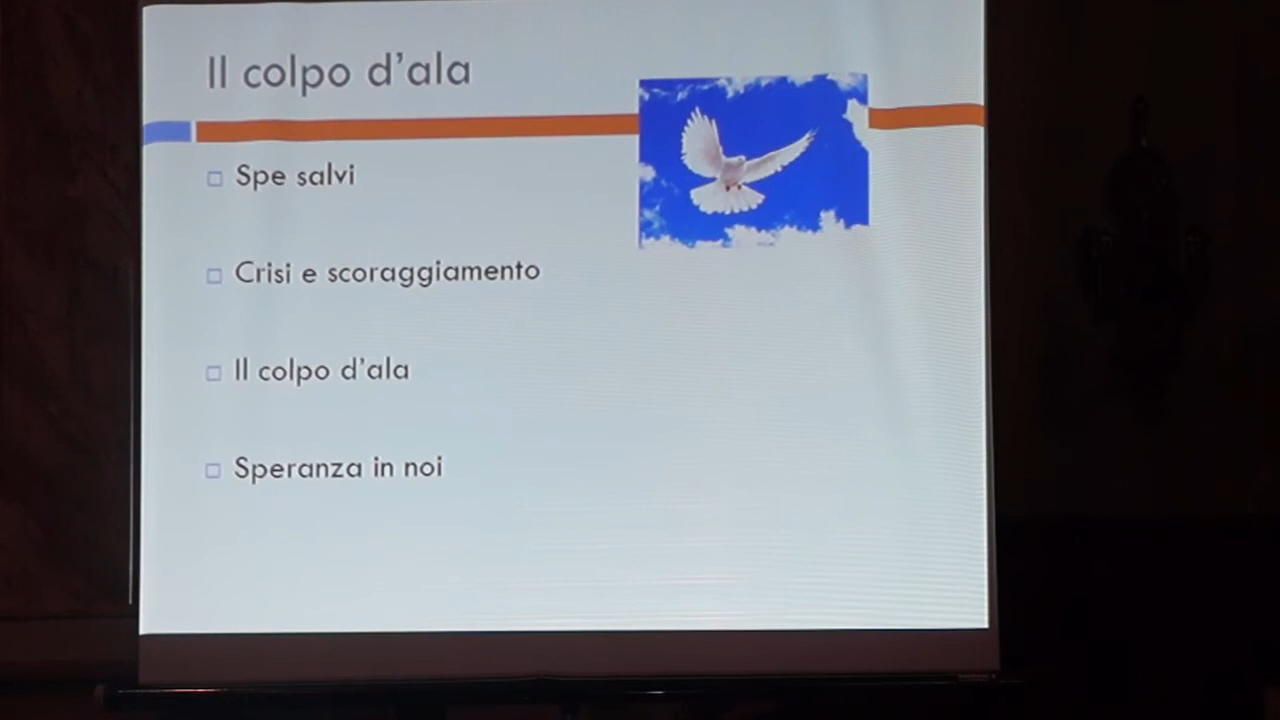 Il colpo d'ala
Spe salvi
Crisi e scoraggiamento
Il colpo d'ala
Speranza in noi